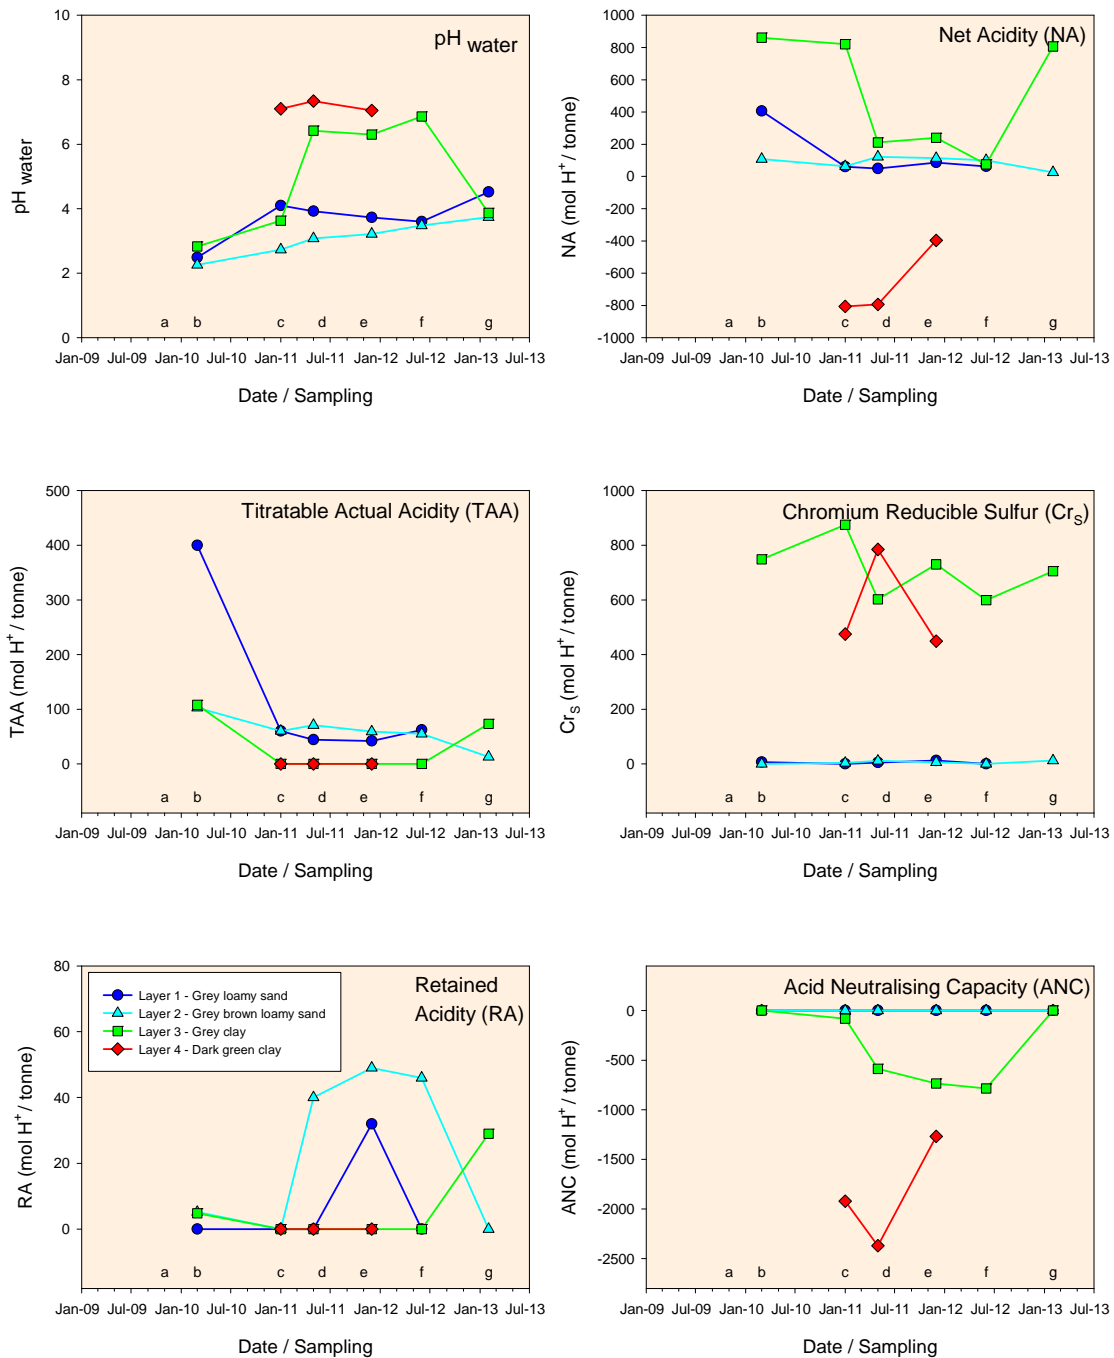 pH water
10
8
6
4
2
0
pH water
a b c d e f g
Jan-09 Jul-09 Jan-10 Jul-10 Jan-11 Jul-11 Jan-12 Jul-12 Jan-13 Jul-13
Date / Sampling
Net Acidity (NA)
1000
800
600
400
200
0
-200
-400
-600
-800
-1000
NA (mol H+ / tonne)
a b c d e f g
Jan-09 Jul-09 Jan-10 Jul-10 Jan-11 Jul-11 Jan-12 Jul-12 Jan-13 Jul-13
Date / Sampling
Titratable Actual Acidity (TAA)
500
400
300
200
100
0
TAA (mol H+ / tonne)
a b c d e f g
Jan-09 Jul-09 Jan-10 Jul-10 Jan-11 Jul-11 Jan-12 Jul-12 Jan-13 Jul-13
Date / Sampling
Chromium Reducible Sulfur (CrS)
1000
800
600
400
200
0
CrS (mol H+ / tonne)
a b c d e f g
Jan-09 Jul-09 Jan-10 Jul-10 Jan-11 Jul-11 Jan-12 Jul-12 Jan-13 Jul-13
Date / Sampling
Retained
Acidity (RA)
Layer 1 - Grey loamy sand
Layer 2 - Grey brown loamy sand
Layer 3 - Grey clay
Layer 4 - Dark green clay
80
60
40
20
0
RA (mol H+ / tonne)
a b c d e f g
Jan-09 Jul-09 Jan-10 Jul-10 Jan-11 Jul-11 Jan-12 Jul-12 Jan-13 Jul-13
Date / Sampling
Acid Neutralising Capacity (ANC)
0
-500
-1000
-1500
-2000
-2500
ANC (mol H+ / tonne)
a b c d e f g
Jan-09 Jul-09 Jan-10 Jul-10 Jan-11 Jul-11 Jan-12 Jul-12 Jan-13 Jul-13
Date / Sampling